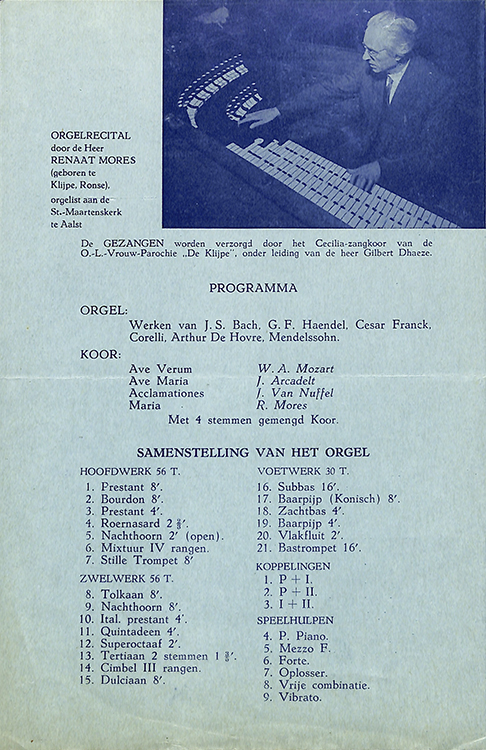 ORGELRECITAL
door de Heer
RENAAT MORES
(geboren te
Klijpe, Ronse),
orgelist aan de
St.-Maartenskerk
te Aalst
De GEZANGEN worden verzorgd door het Cecilia-zangkoor van de
O.-L.-Vrouw-Parochie „De Klijpe", onder leiding van de heer Gilbert Dhaeze.
PROGRAMMA
ORGEL:
Werken van J. S. Bach, G. F. Haendel, Cesar Franck,
Corelli, Arthur De Hovre, Mendelssohn.
KOOR:
Ave Verum W. A. Mozart
Ave Maria J. Arcadelt
Acclamationes J. Van Nuffel
Maria R. Mores
Met 4 stemmen gemengd Koor.
SAMENSTELLING VAN HET ORGEL
HOOFDWERK 56 T.
1. Prestant 8'.
2. Bourdon 8'.
3. Prestant 4'.
4. Roernasard 2 ⅔'.
5. Nachthoorn 2' (open).
6. Mixtuur IV rangen.
7. Stille Trompet 8'
ZWELWERK 56 T.
8. Tolkaan 8'.
9. Nachthoorn 8'.
10. Ital. prestant 4'.
11. Quintadeen 4'.
12. Superoctaaf 2'.
13. Tertiaan 2 stemmen 1 ⅗'.
14. Cimbel III rangen.
15. Dulciaan 8'.
VOETWERK 30 T.
16. Subbas 16'.
17. Baarpijp (Konisch) 8'.
18. Zachtbas 4'.
19. Baarpijp 4'.
20. Vlakfluit 2'.
21. Bastrompet 16'.
KOPPELINGEN
1. P + I.
2. P + II.
3. I + II.
SPEELHULPEN
4. P. Piano.
5. Mezzo F.
6. Forte.
7. Oplosser.
8. Vrije combinatie.
9. Vibrato.